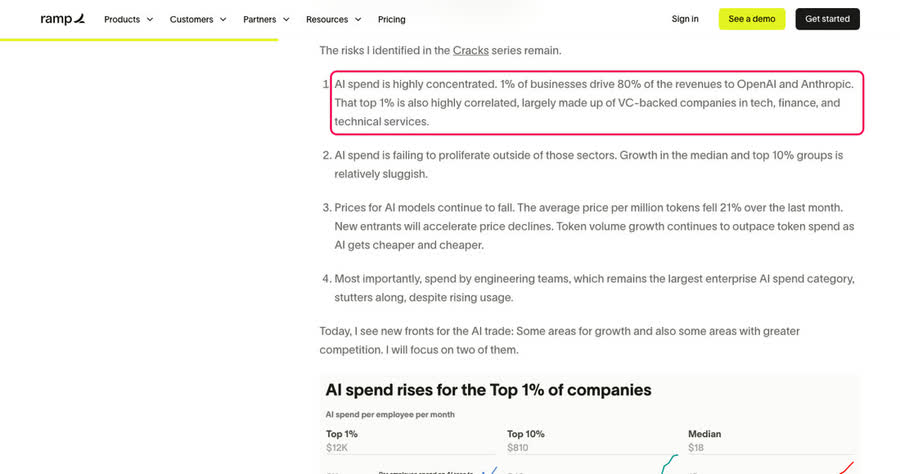 ramp Products Customers Partners Resources Pricing Sign in See a demo Get started
The risks I identified in the Cracks series remain.
1. AI spend is highly concentrated. 1% of businesses drive 80% of the revenues to OpenAI and Anthropic.
That top 1% is also highly correlated, largely made up of VC-backed companies in tech, finance, and
technical services.
2. AI spend is failing to proliferate outside of those sectors. Growth in the median and top 10% groups is
relatively sluggish.
3. Prices for AI models continue to fall. The average price per million tokens fell 21% over the last month.
New entrants will accelerate price declines. Token volume growth continues to outpace token spend as
AI gets cheaper and cheaper.
4. Most importantly, spend by engineering teams, which remains the largest enterprise AI spend category,
stutters along, despite rising usage.
Today, I see new fronts for the AI trade: Some areas for growth and also some areas with greater
competition. I will focus on two of them.
AI spend rises for the Top 1% of companies
AI spend per employee per month
Top 1% Top 10% Median
$12K $810 $18